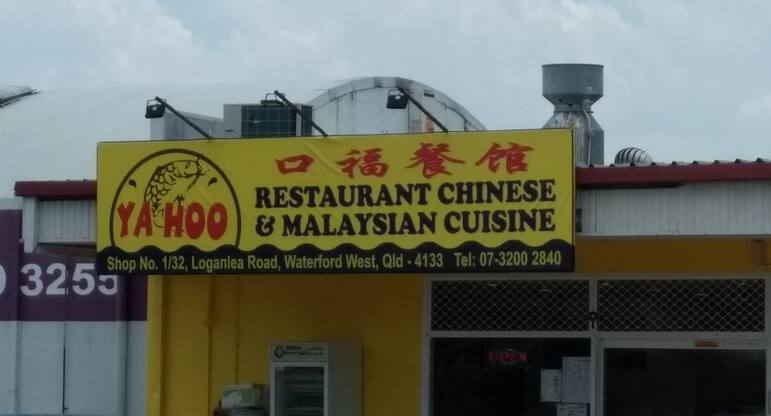 口福餐馆
YA HOO
RESTAURANT CHINESE
& MALAYSIAN CUISINE
Shop No. 1/32, Loganlea Road, Waterford West, Qld - 4133 Tel: 07-3200 2840
3255
OPEN